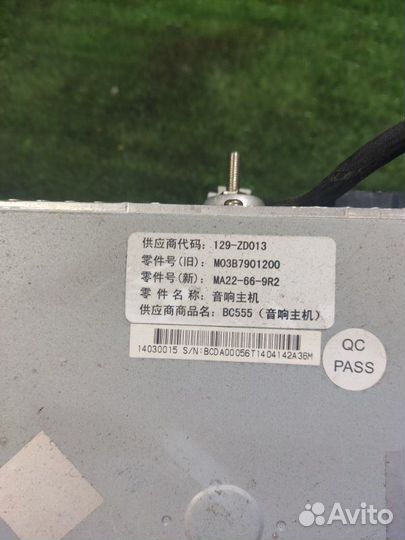 供应商代码: 129-ZD013
零件号(旧): M03B7901200
零件号(新): MA22-66-9R2
零 件 名 称: 音响主机
供应商商品名: BC555 (音响主机)
14030015 S/N:BCDA00056T1404142A36M
QC
PASS
Avito